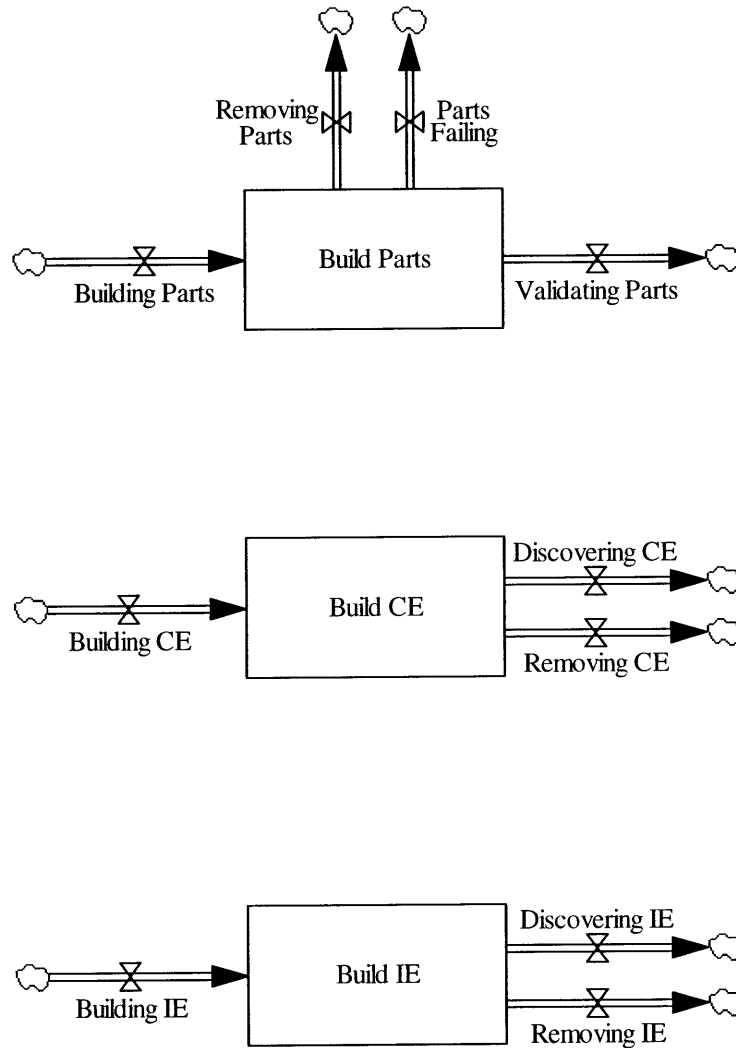 Removing
Parts
Parts
Failing
Build Parts
Building Parts
Validating Parts
Discovering CE
Build CE
Building CE
Removing CE
Discovering IE
Build IE
Building IE
Removing IE